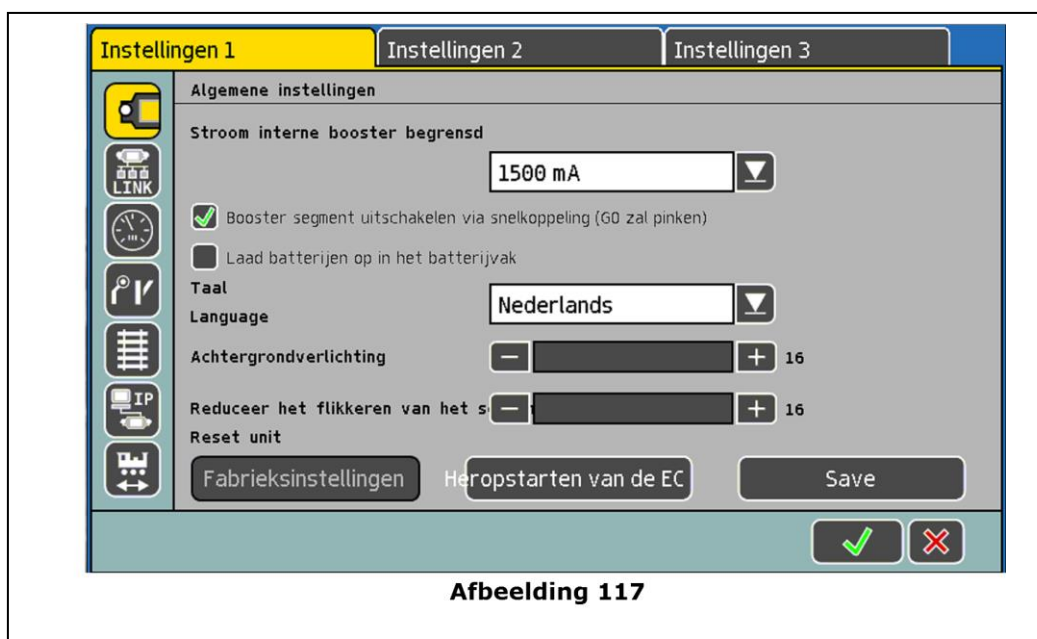 Instellingen 1 Instellingen 2 Instellingen 3
Algemene instellingen
Stroom interne booster begrensd
1500 mA
Booster segment uitschakelen via snelkoppeling (GO zal pinken)
LINK
Laad batterijen op in het batterijvak
Taal
Language
Nederlands
Achtergrondverlichting
16
IP
Reduceer het flikkeren van het
16
Reset unit
Fabrieksinstellingen Heropstarten van de EC Save
Afbeelding 117